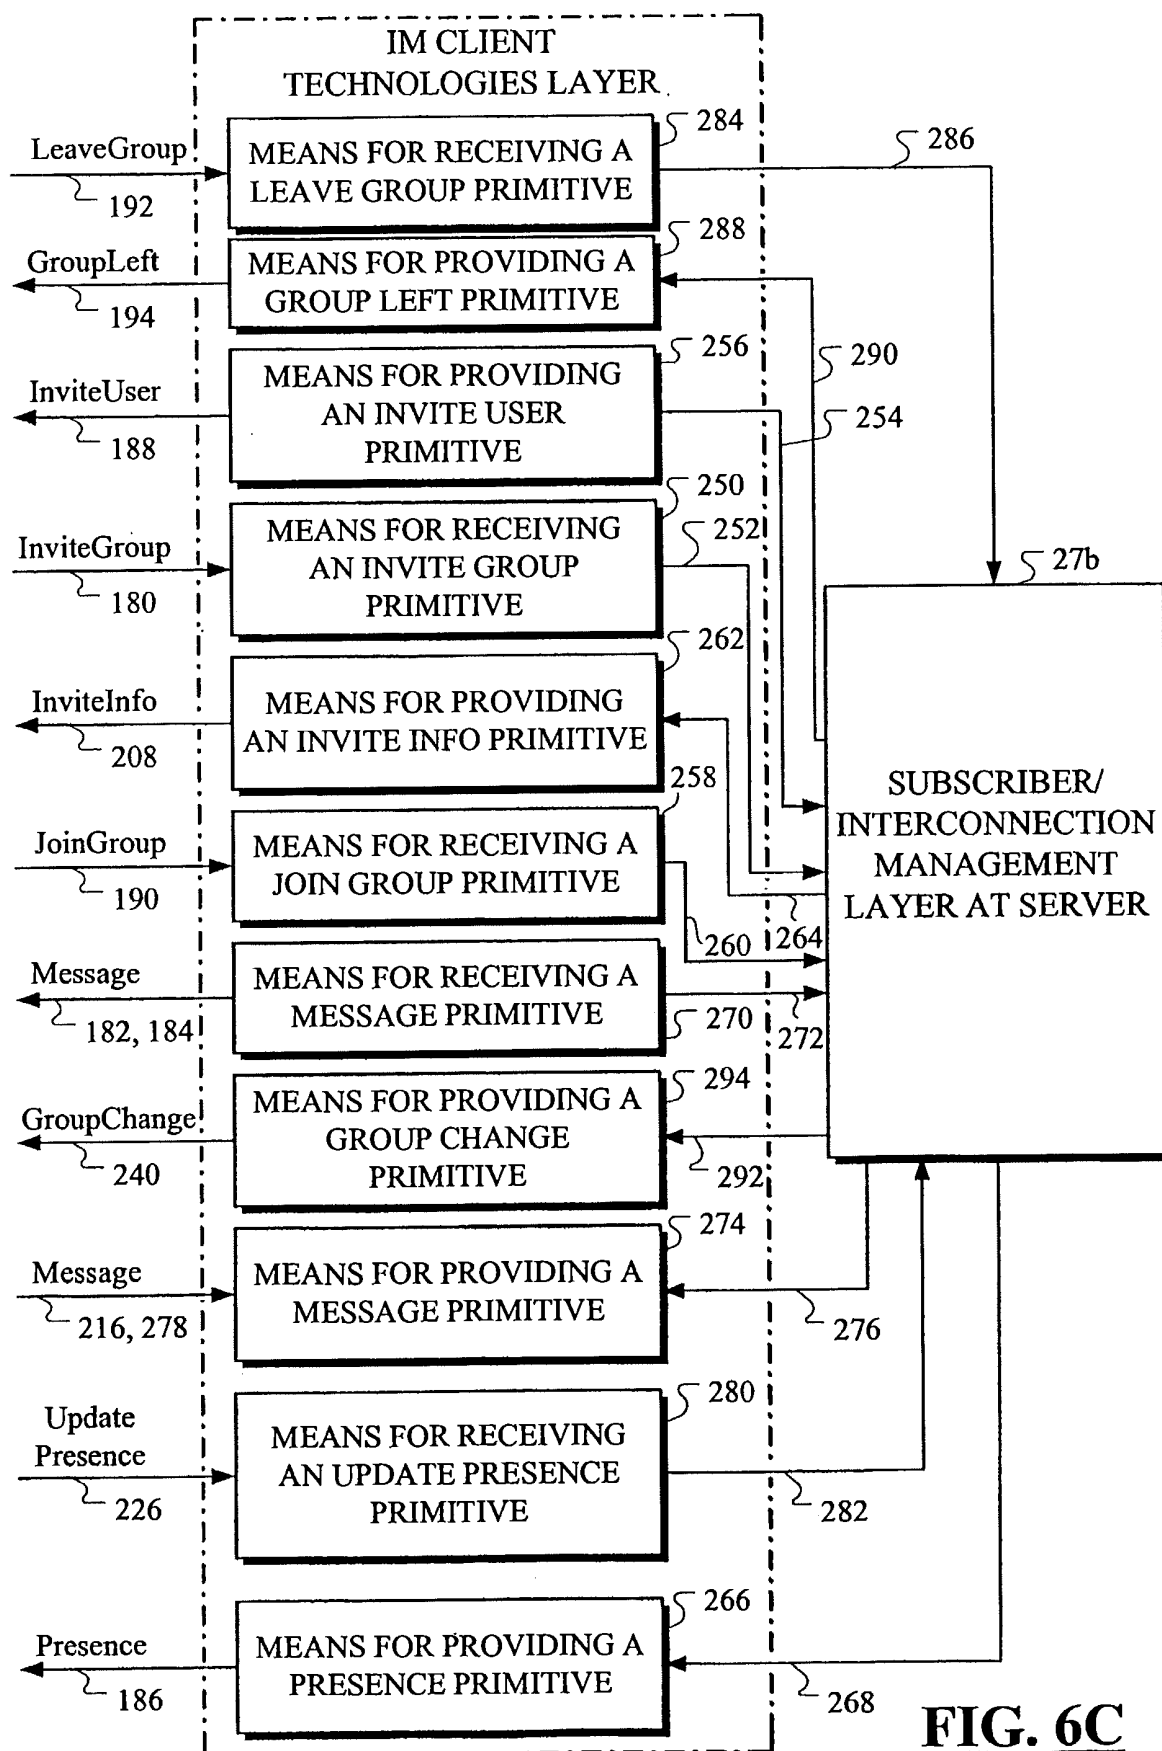 IM CLIENT
TECHNOLOGIES LAYER
LeaveGroup
192
MEANS FOR RECEIVING A
LEAVE GROUP PRIMITIVE
284
286
GroupLeft
194
MEANS FOR PROVIDING A
GROUP LEFT PRIMITIVE
288
290
InviteUser
188
MEANS FOR PROVIDING
AN INVITE USER
PRIMITIVE
256
254
InviteGroup
180
MEANS FOR RECEIVING
AN INVITE GROUP
PRIMITIVE
250
252
27b
InviteInfo
208
MEANS FOR PROVIDING
AN INVITE INFO PRIMITIVE
262
264
SUBSCRIBER/
INTERCONNECTION
MANAGEMENT
LAYER AT SERVER
JoinGroup
190
MEANS FOR RECEIVING A
JOIN GROUP PRIMITIVE
258
260
Message
182, 184
MEANS FOR RECEIVING A
MESSAGE PRIMITIVE
270
272
GroupChange
240
MEANS FOR PROVIDING A
GROUP CHANGE
PRIMITIVE
294
292
Message
216, 278
MEANS FOR PROVIDING A
MESSAGE PRIMITIVE
274
276
Update
Presence
226
MEANS FOR RECEIVING
AN UPDATE PRESENCE
PRIMITIVE
280
282
Presence
186
MEANS FOR PROVIDING A
PRESENCE PRIMITIVE
266
268
FIG. 6C